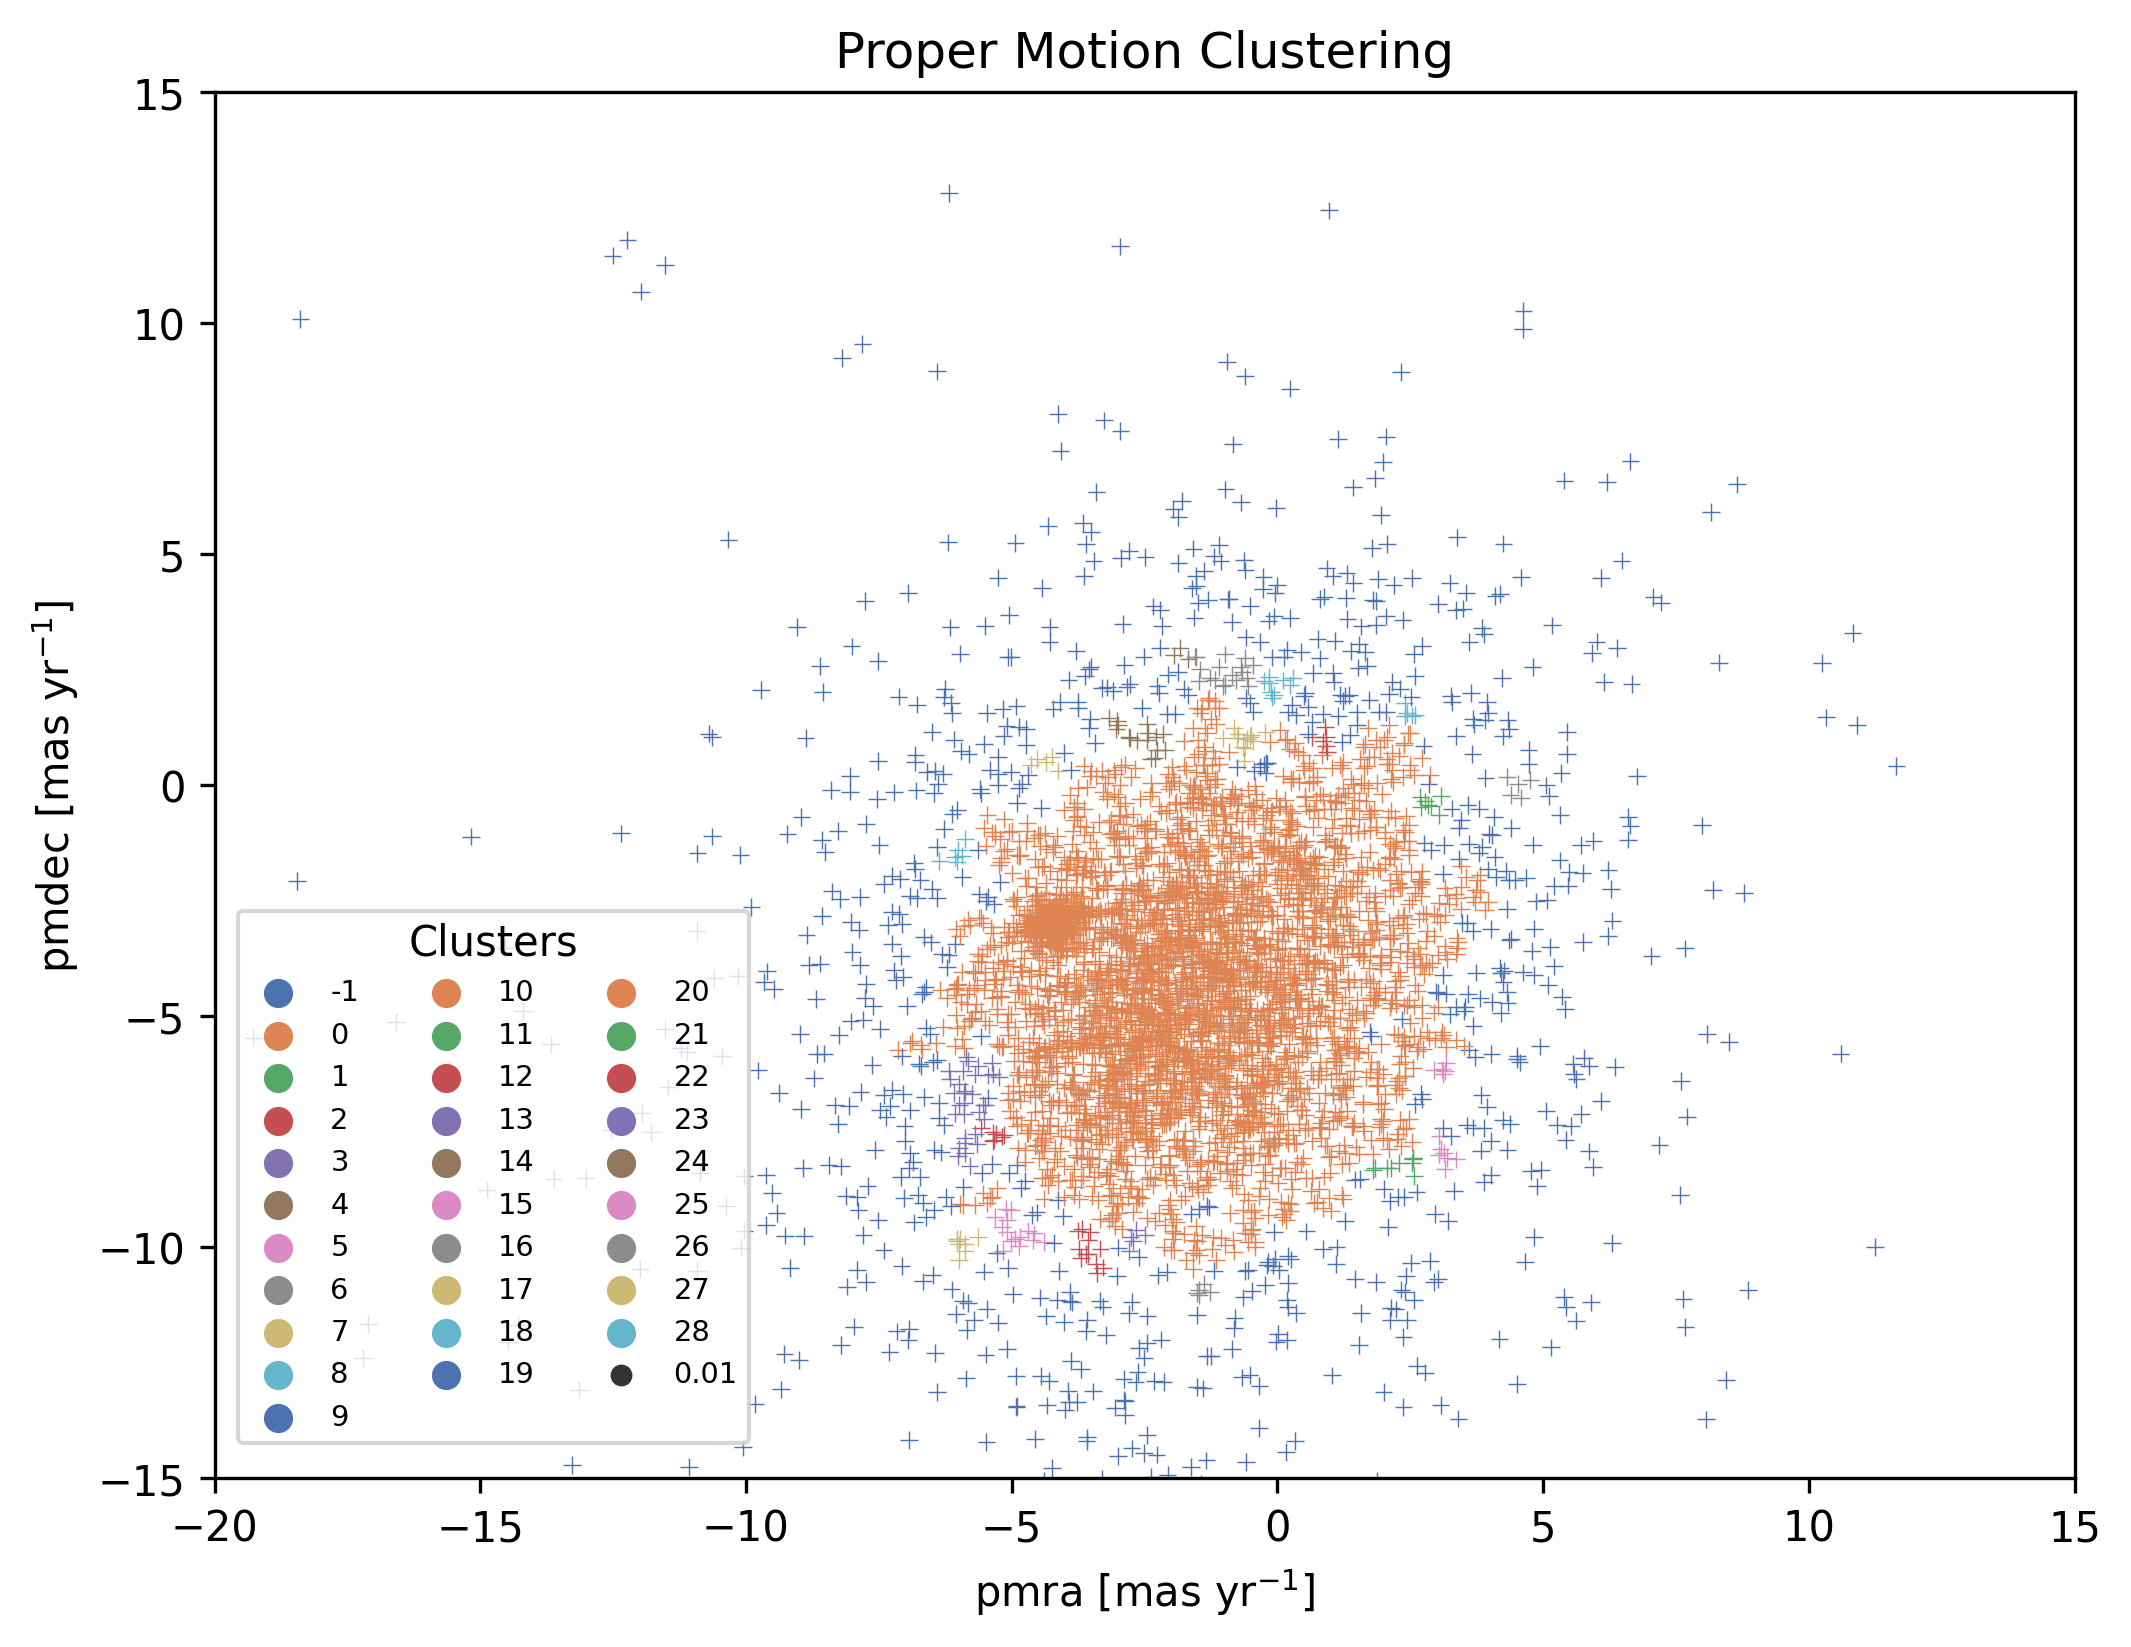 Proper Motion Clustering
15
10
5
0
−5
−10
−15
pmdec [mas yr⁻¹]
Clusters
-1 10 20
0 11 21
1 12 22
2 13 23
3 14 24
4 15 25
5 16 26
6 17 27
7 18 28
8 19 0.01
9
−20 −15 −10 −5 0 5 10 15
pmra [mas yr⁻¹]